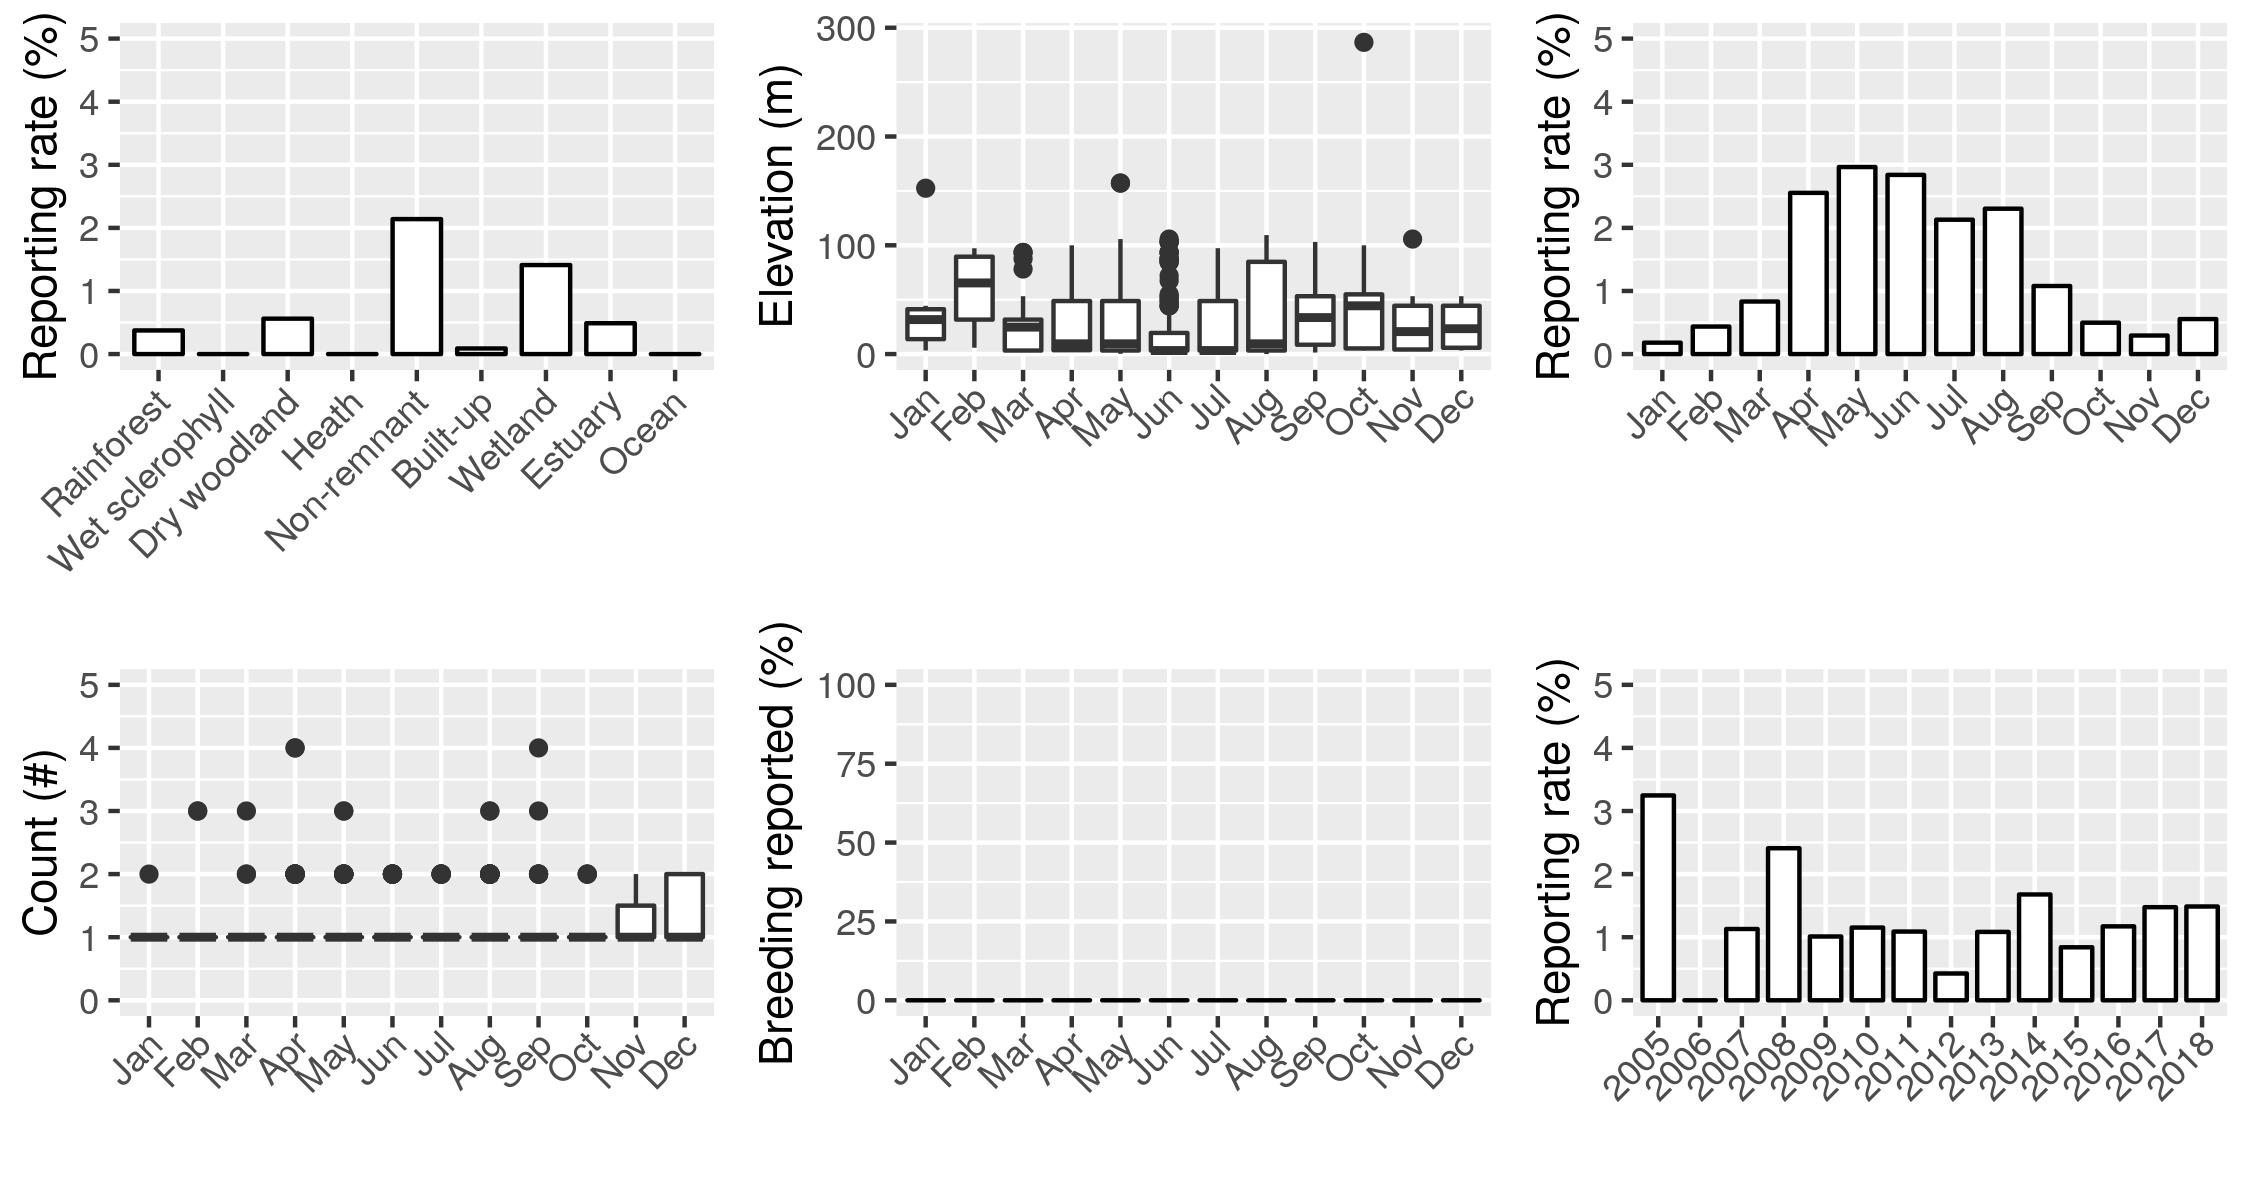 Reporting rate (%)
5
4
3
2
1
0
Rainforest
Wet sclerophyll
Dry woodland
Heath
Non-remnant
Built-up
Wetland
Estuary
Ocean
Elevation (m)
300
200
100
0
Jan
Feb
Mar
Apr
May
Jun
Jul
Aug
Sep
Oct
Nov
Dec
Reporting rate (%)
5
4
3
2
1
0
Jan
Feb
Mar
Apr
May
Jun
Jul
Aug
Sep
Oct
Nov
Dec
Count (#)
5
4
3
2
1
0
Jan
Feb
Mar
Apr
May
Jun
Jul
Aug
Sep
Oct
Nov
Dec
Breeding reported (%)
100
75
50
25
0
Jan
Feb
Mar
Apr
May
Jun
Jul
Aug
Sep
Oct
Nov
Dec
Reporting rate (%)
5
4
3
2
1
0
2005
2006
2007
2008
2009
2010
2011
2012
2013
2014
2015
2016
2017
2018